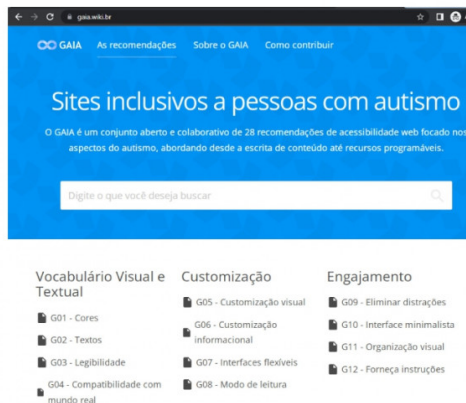 gaia.wiki.br
GAIA As recomendações Sobre o GAIA Como contribuir
Sites inclusivos a pessoas com autismo
O GAIA é um conjunto aberto e colaborativo de 28 recomendações de acessibilidade web focado nos
aspectos do autismo, abordando desde a escrita de conteúdo até recursos programáveis.
Digite o que você deseja buscar
Vocabulário Visual e
Textual
G01 - Cores
G02 - Textos
G03 - Legibilidade
G04 - Compatibilidade com
mundo real
Customização
G05 - Customização visual
G06 - Customização
informacional
G07 - Interfaces flexíveis
G08 - Modo de leitura
Engajamento
G09 - Eliminar distrações
G10 - Interface minimalista
G11 - Organização visual
G12 - Forneça instruções